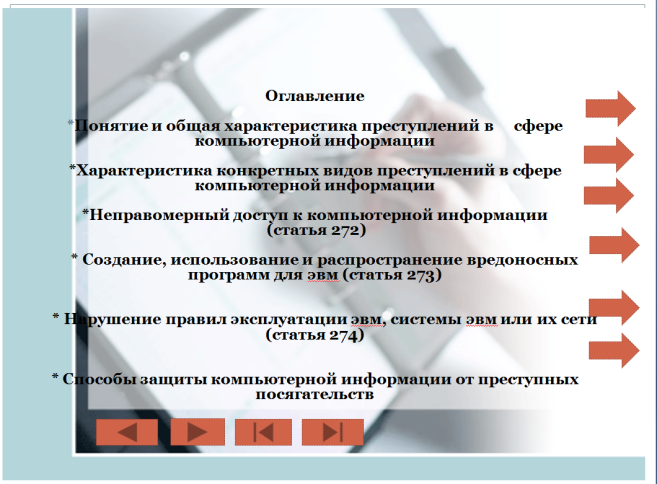 Оглавление
*Понятие и общая характеристика преступлений в сфере
компьютерной информации
*Характеристика конкретных видов преступлений в сфере
компьютерной информации
*Неправомерный доступ к компьютерной информации
(статья 272)
* Создание, использование и распространение вредоносных
программ для эвм (статья 273)
* Нарушение правил эксплуатации эвм, системы эвм или их сети
(статья 274)
* Способы защиты компьютерной информации от преступных
посягательств